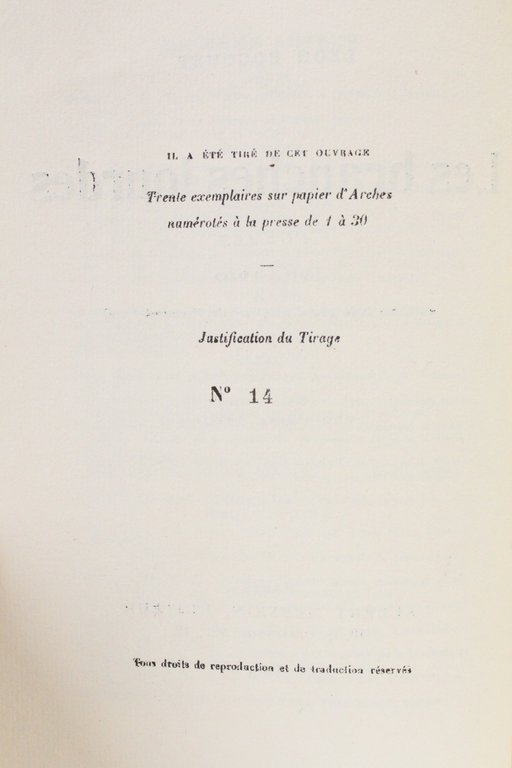 IL A ÉTÉ TIRÉ DE CET OUVRAGE
Trente exemplaires sur papier d'Arches
numérotés à la presse de 1 à 30
—
Justification du Tirage
N° 14
Tous droits de reproduction et de traduction réservés